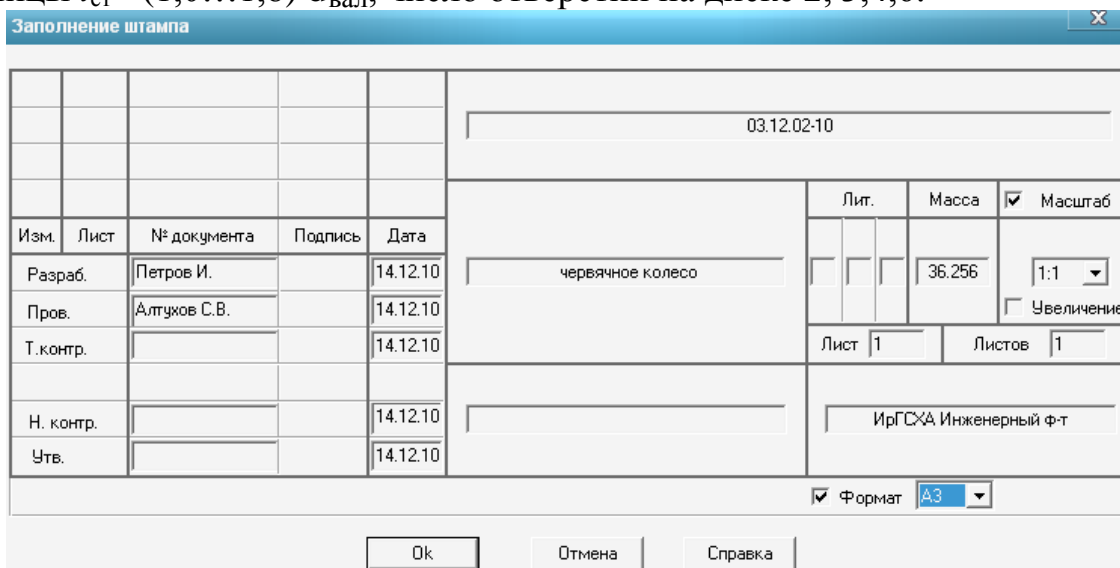 Заполнение штампа
03.12.02-10
Лит. Масса Масштаб
Изм. Лист № документа Подпись Дата
Разраб. Петров И. 14.12.10 червячное колесо 36.256 1:1
Пров. Алтухов С.В. 14.12.10 Увеличение
Т.контр. 14.12.10 Лист 1 Листов 1
Н. контр. 14.12.10 ИрГСХА Инженерный ф-т
Утв. 14.12.10
Формат А3
Ok Отмена Справка